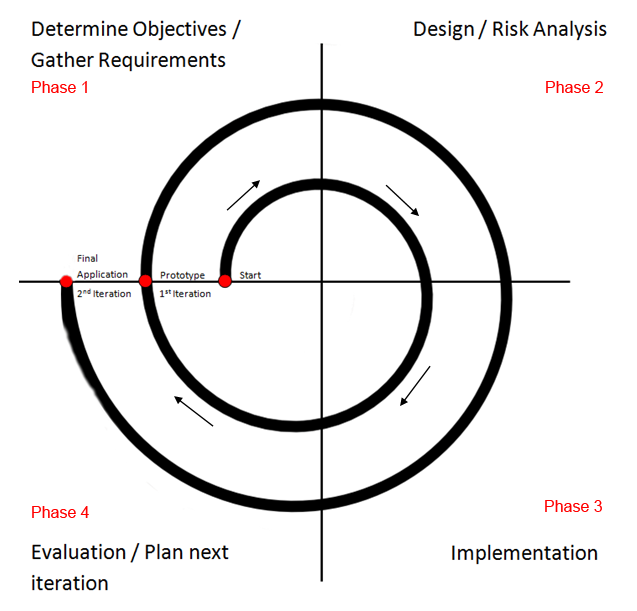 Determine Objectives /
Gather Requirements
Phase 1
Design / Risk Analysis
Phase 2
Final
Application
2nd Iteration
Prototype
1st Iteration
Start
Phase 4
Evaluation / Plan next
iteration
Phase 3
Implementation